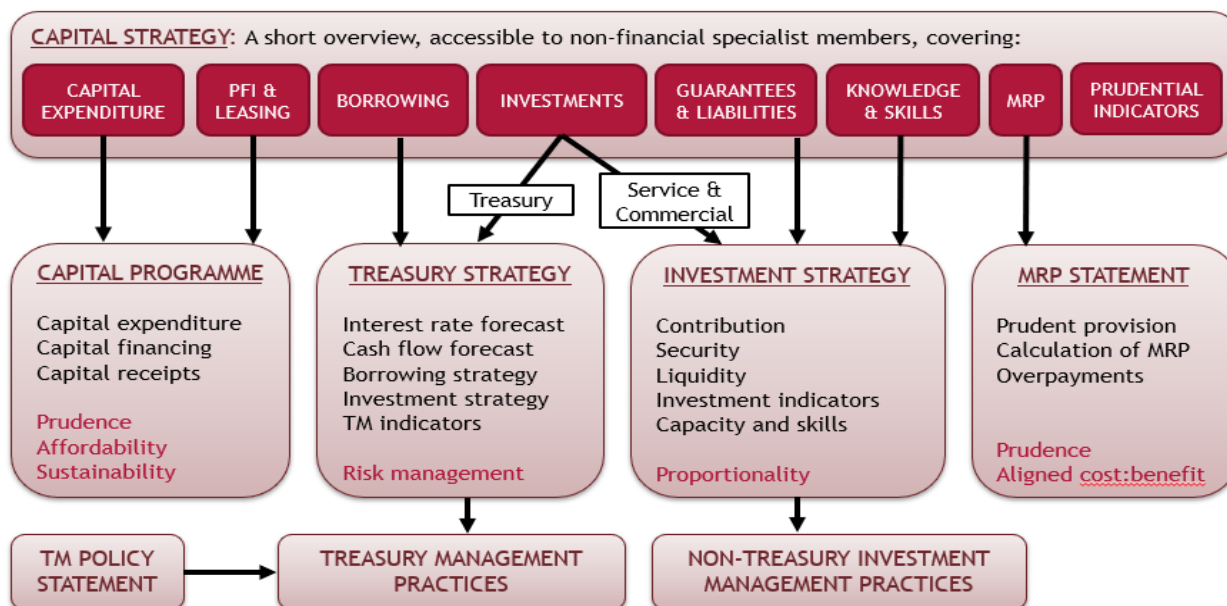 CAPITAL STRATEGY: A short overview, accessible to non-financial specialist members, covering:
CAPITAL
EXPENDITURE
PFI &
LEASING
BORROWING
INVESTMENTS
GUARANTEES
& LIABILITIES
KNOWLEDGE
& SKILLS
MRP
PRUDENTIAL
INDICATORS
Treasury
Service &
Commercial
CAPITAL PROGRAMME
Capital expenditure
Capital financing
Capital receipts
Prudence
Affordability
Sustainability
TREASURY STRATEGY
Interest rate forecast
Cash flow forecast
Borrowing strategy
Investment strategy
TM indicators
Risk management
INVESTMENT STRATEGY
Contribution
Security
Liquidity
Investment indicators
Capacity and skills
Proportionality
MRP STATEMENT
Prudent provision
Calculation of MRP
Overpayments
Prudence
Aligned cost:benefit
TM POLICY
STATEMENT
TREASURY MANAGEMENT
PRACTICES
NON-TREASURY INVESTMENT
MANAGEMENT PRACTICES